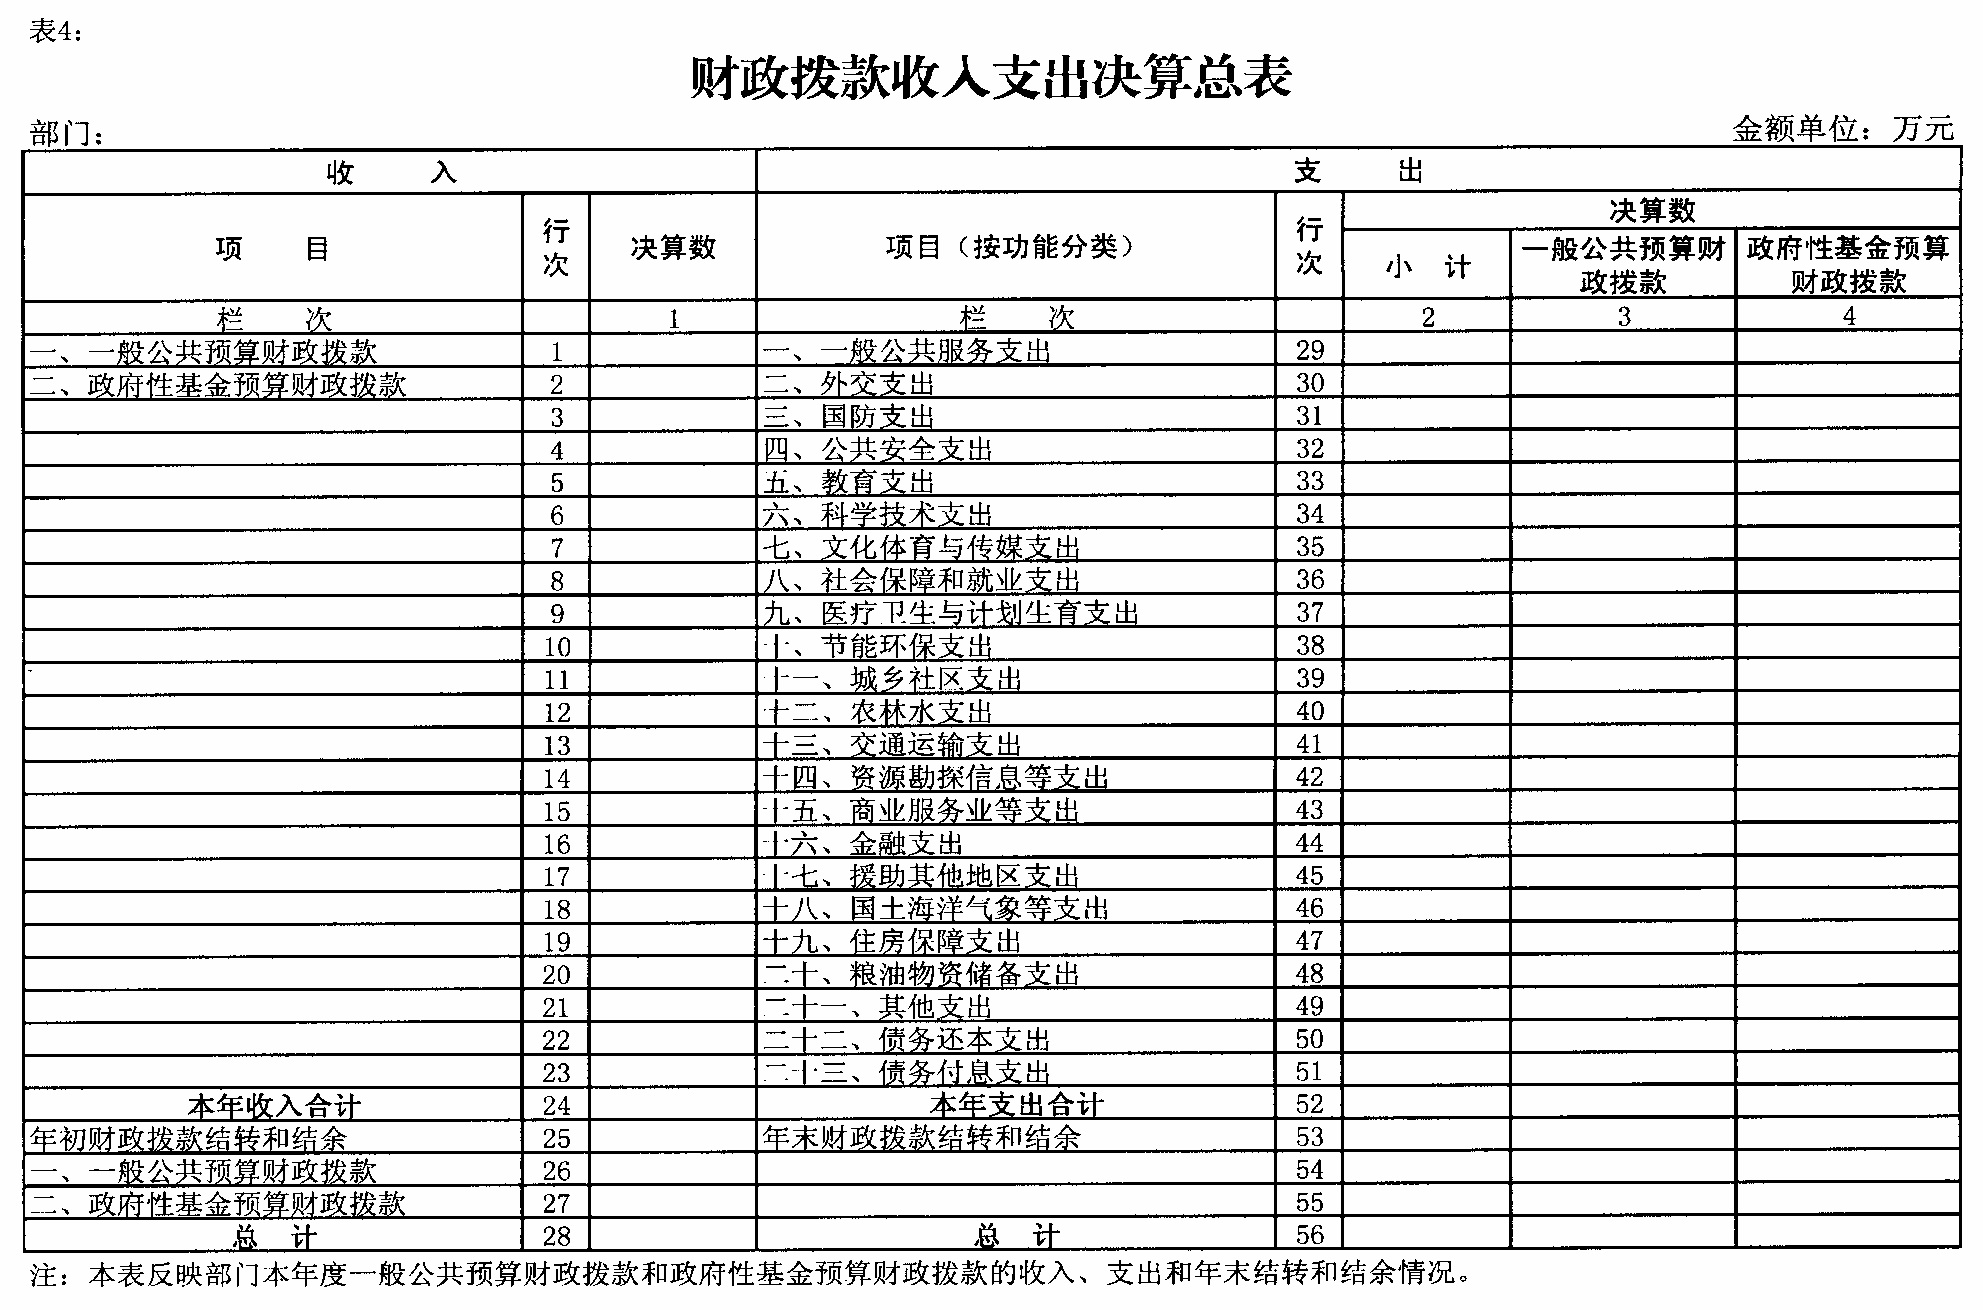 表4：
财政拨款收入支出决算总表
部门：	金额单位：万元
收 入	支 出
项 目	行次	决算数	项目（按功能分类）	行次	决算数
小 计	一般公共预算财政拨款	政府性基金预算财政拨款
栏 次	1	栏 次	2	3	4
一、一般公共预算财政拨款	1	一、一般公共服务支出	29
二、政府性基金预算财政拨款	2	二、外交支出	30
3	三、国防支出	31
4	四、公共安全支出	32
5	五、教育支出	33
6	六、科学技术支出	34
7	七、文化体育与传媒支出	35
8	八、社会保障和就业支出	36
9	九、医疗卫生与计划生育支出	37
10	十、节能环保支出	38
11	十一、城乡社区支出	39
12	十二、农林水支出	40
13	十三、交通运输支出	41
14	十四、资源勘探信息等支出	42
15	十五、商业服务业等支出	43
16	十六、金融支出	44
17	十七、援助其他地区支出	45
18	十八、国土海洋气象等支出	46
19	十九、住房保障支出	47
20	二十、粮油物资储备支出	48
21	二十一、其他支出	49
22	二十二、债务还本支出	50
23	二十三、债务付息支出	51
本年收入合计	24	本年支出合计	52
年初财政拨款结转和结余	25	年末财政拨款结转和结余	53
一、一般公共预算财政拨款	26	54
二、政府性基金预算财政拨款	27	55
总 计	28	总 计	56
注：本表反映部门本年度一般公共预算财政拨款和政府性基金预算财政拨款的收入、支出和年末结转和结余情况。